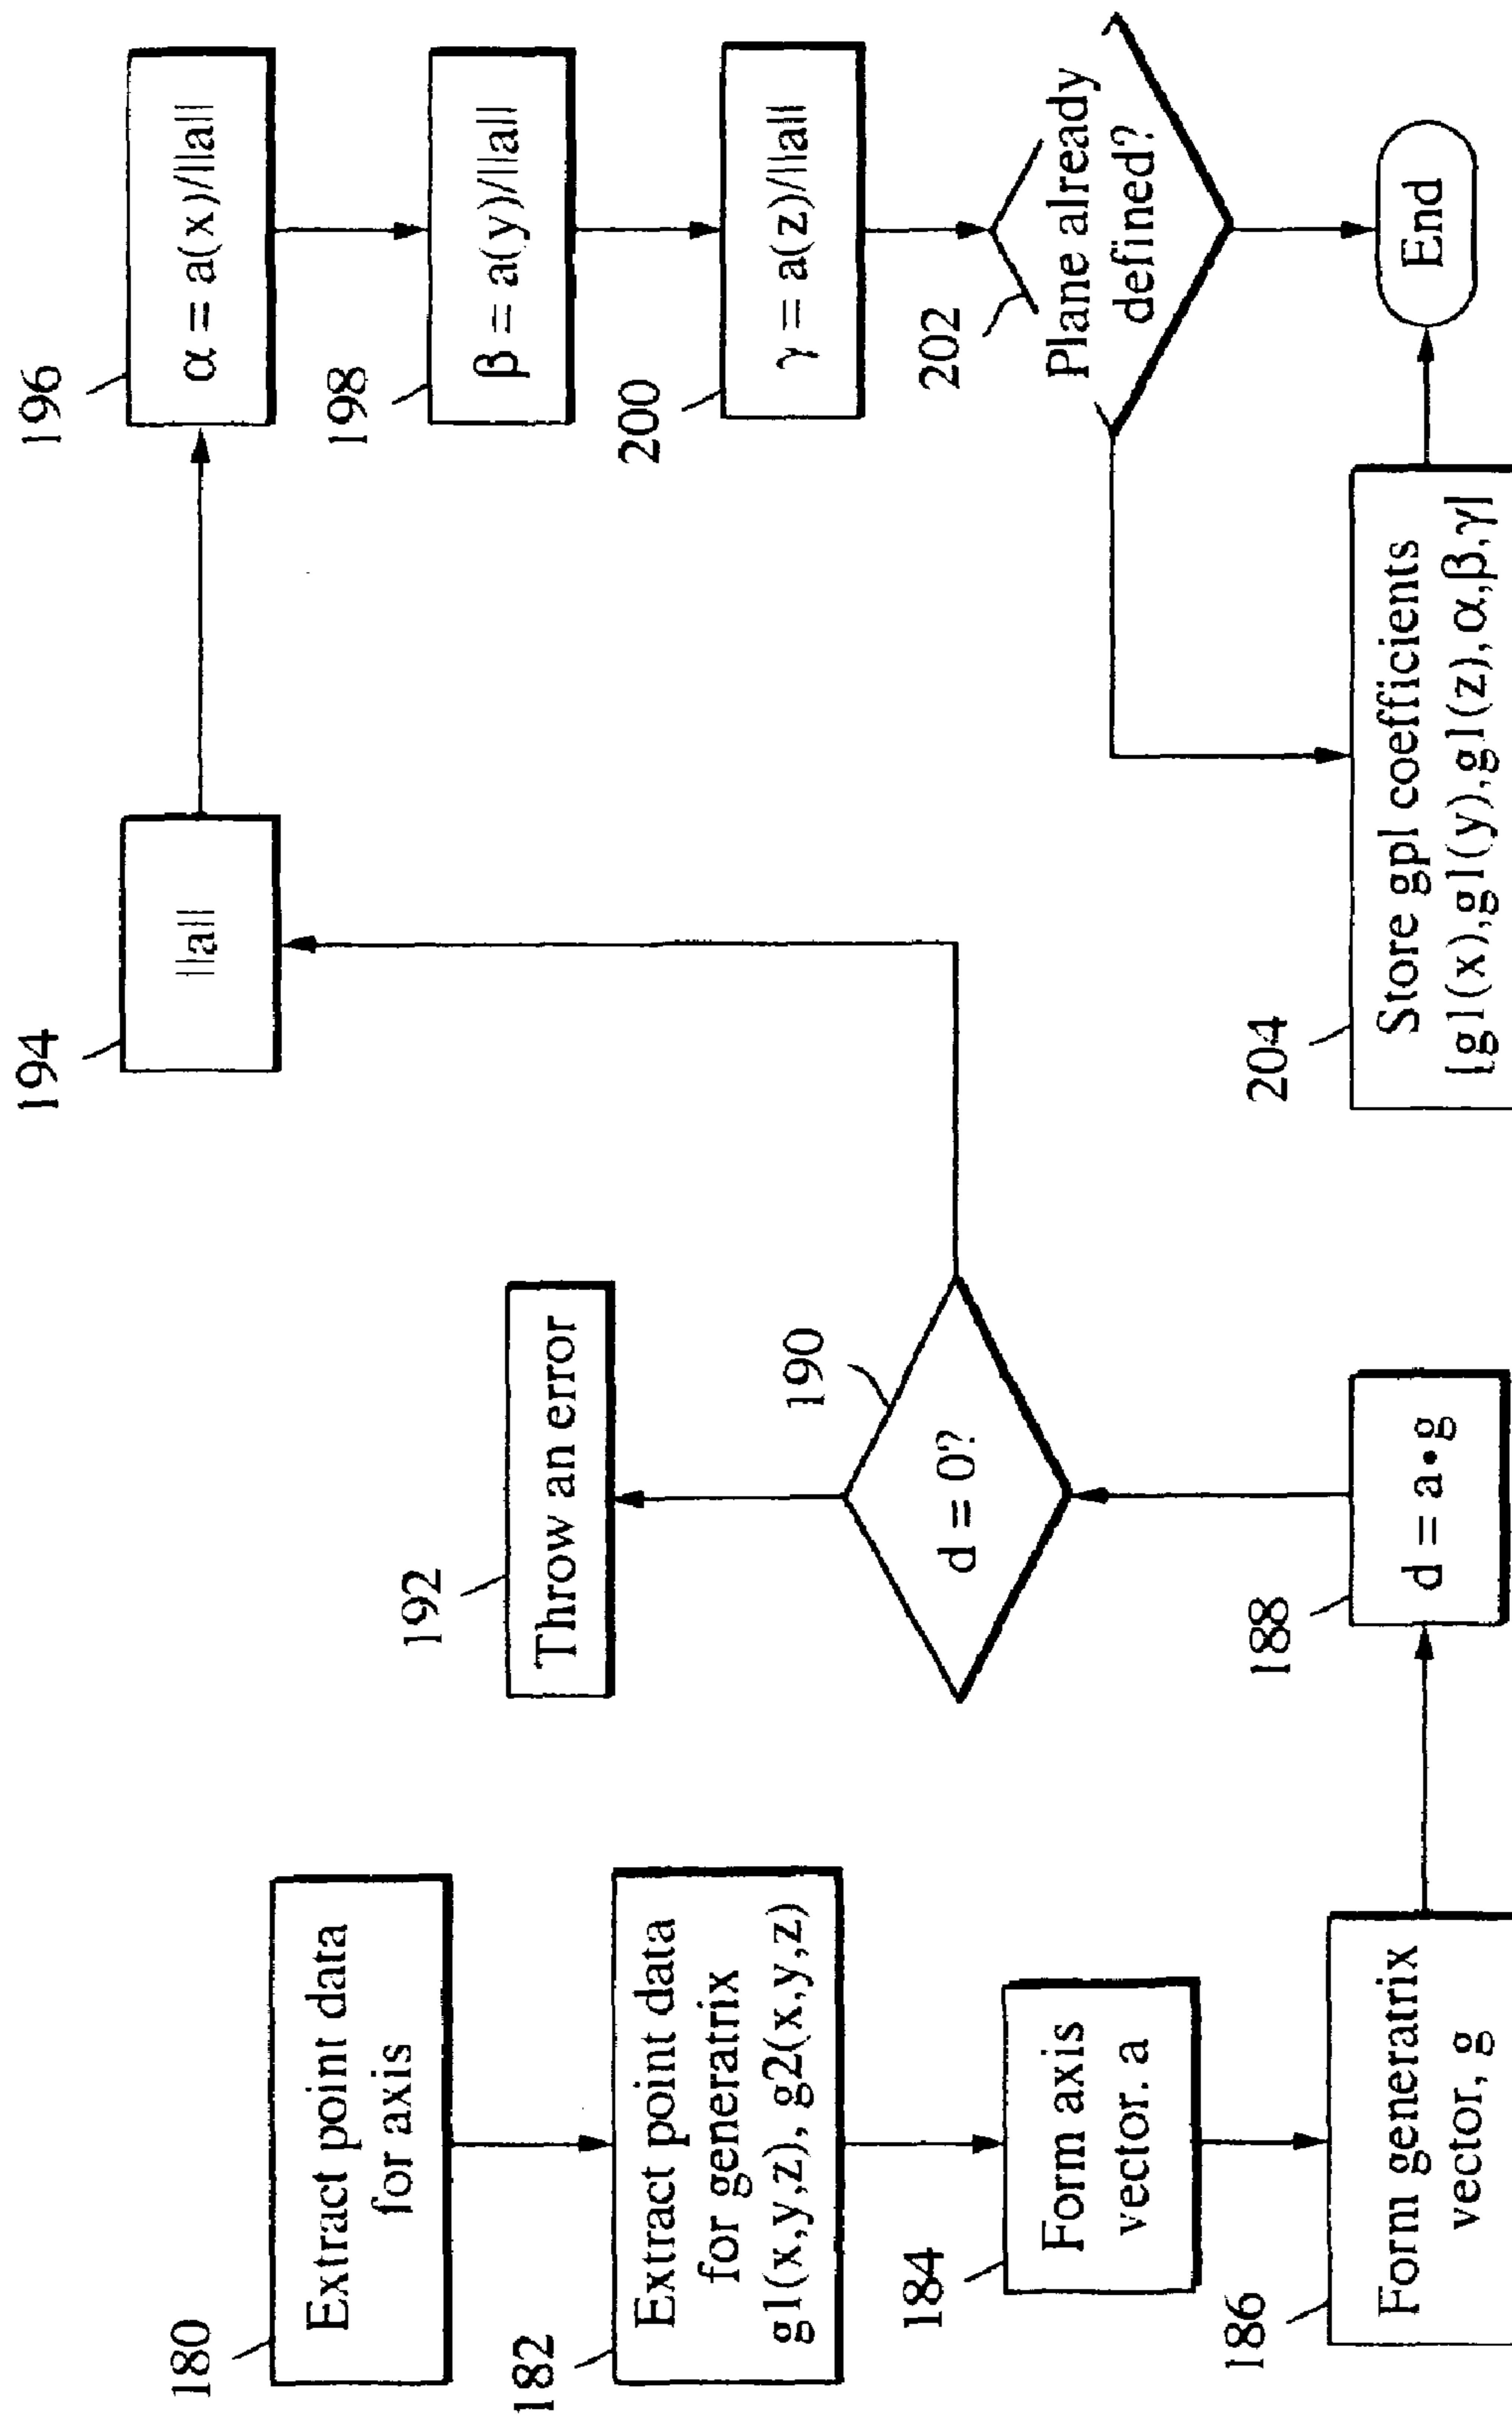 180
Extract point data
for axis
182
Extract point data
for generatrix
g1(x,y,z), g2(x,y,z)
184
Form axis
vector. a
186
Form generatrix
vector, g
188
d = a•g
190
d = 0?
192
Throw an error
194
||a||
196
α = a(x)/||a||
198
β = a(y)/||a||
200
γ = a(z)/||a||
202
Plane already
defined?
204
Store gpl coefficients
[g1(x),g1(y),g1(z),α,β,γ]
End